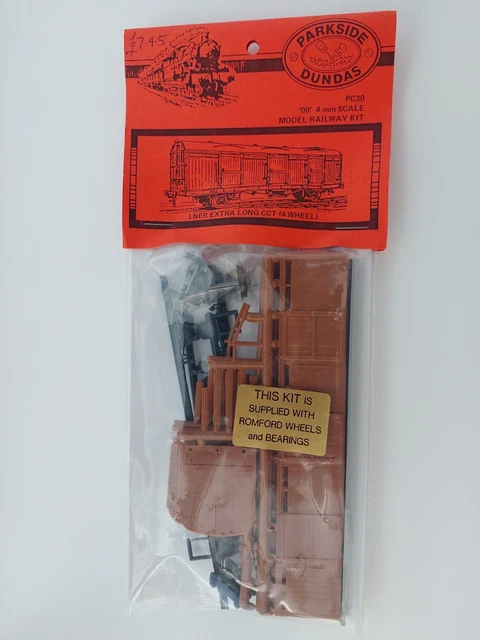 £7.45
PARKSIDE
DUNDAS
PC30
'00' 4 mm SCALE
MODEL RAILWAY KIT
LNER EXTRA LONG CCT (4 WHEEL)
THIS KIT IS
SUPPLIED WITH
ROMFORD WHEELS
and BEARINGS